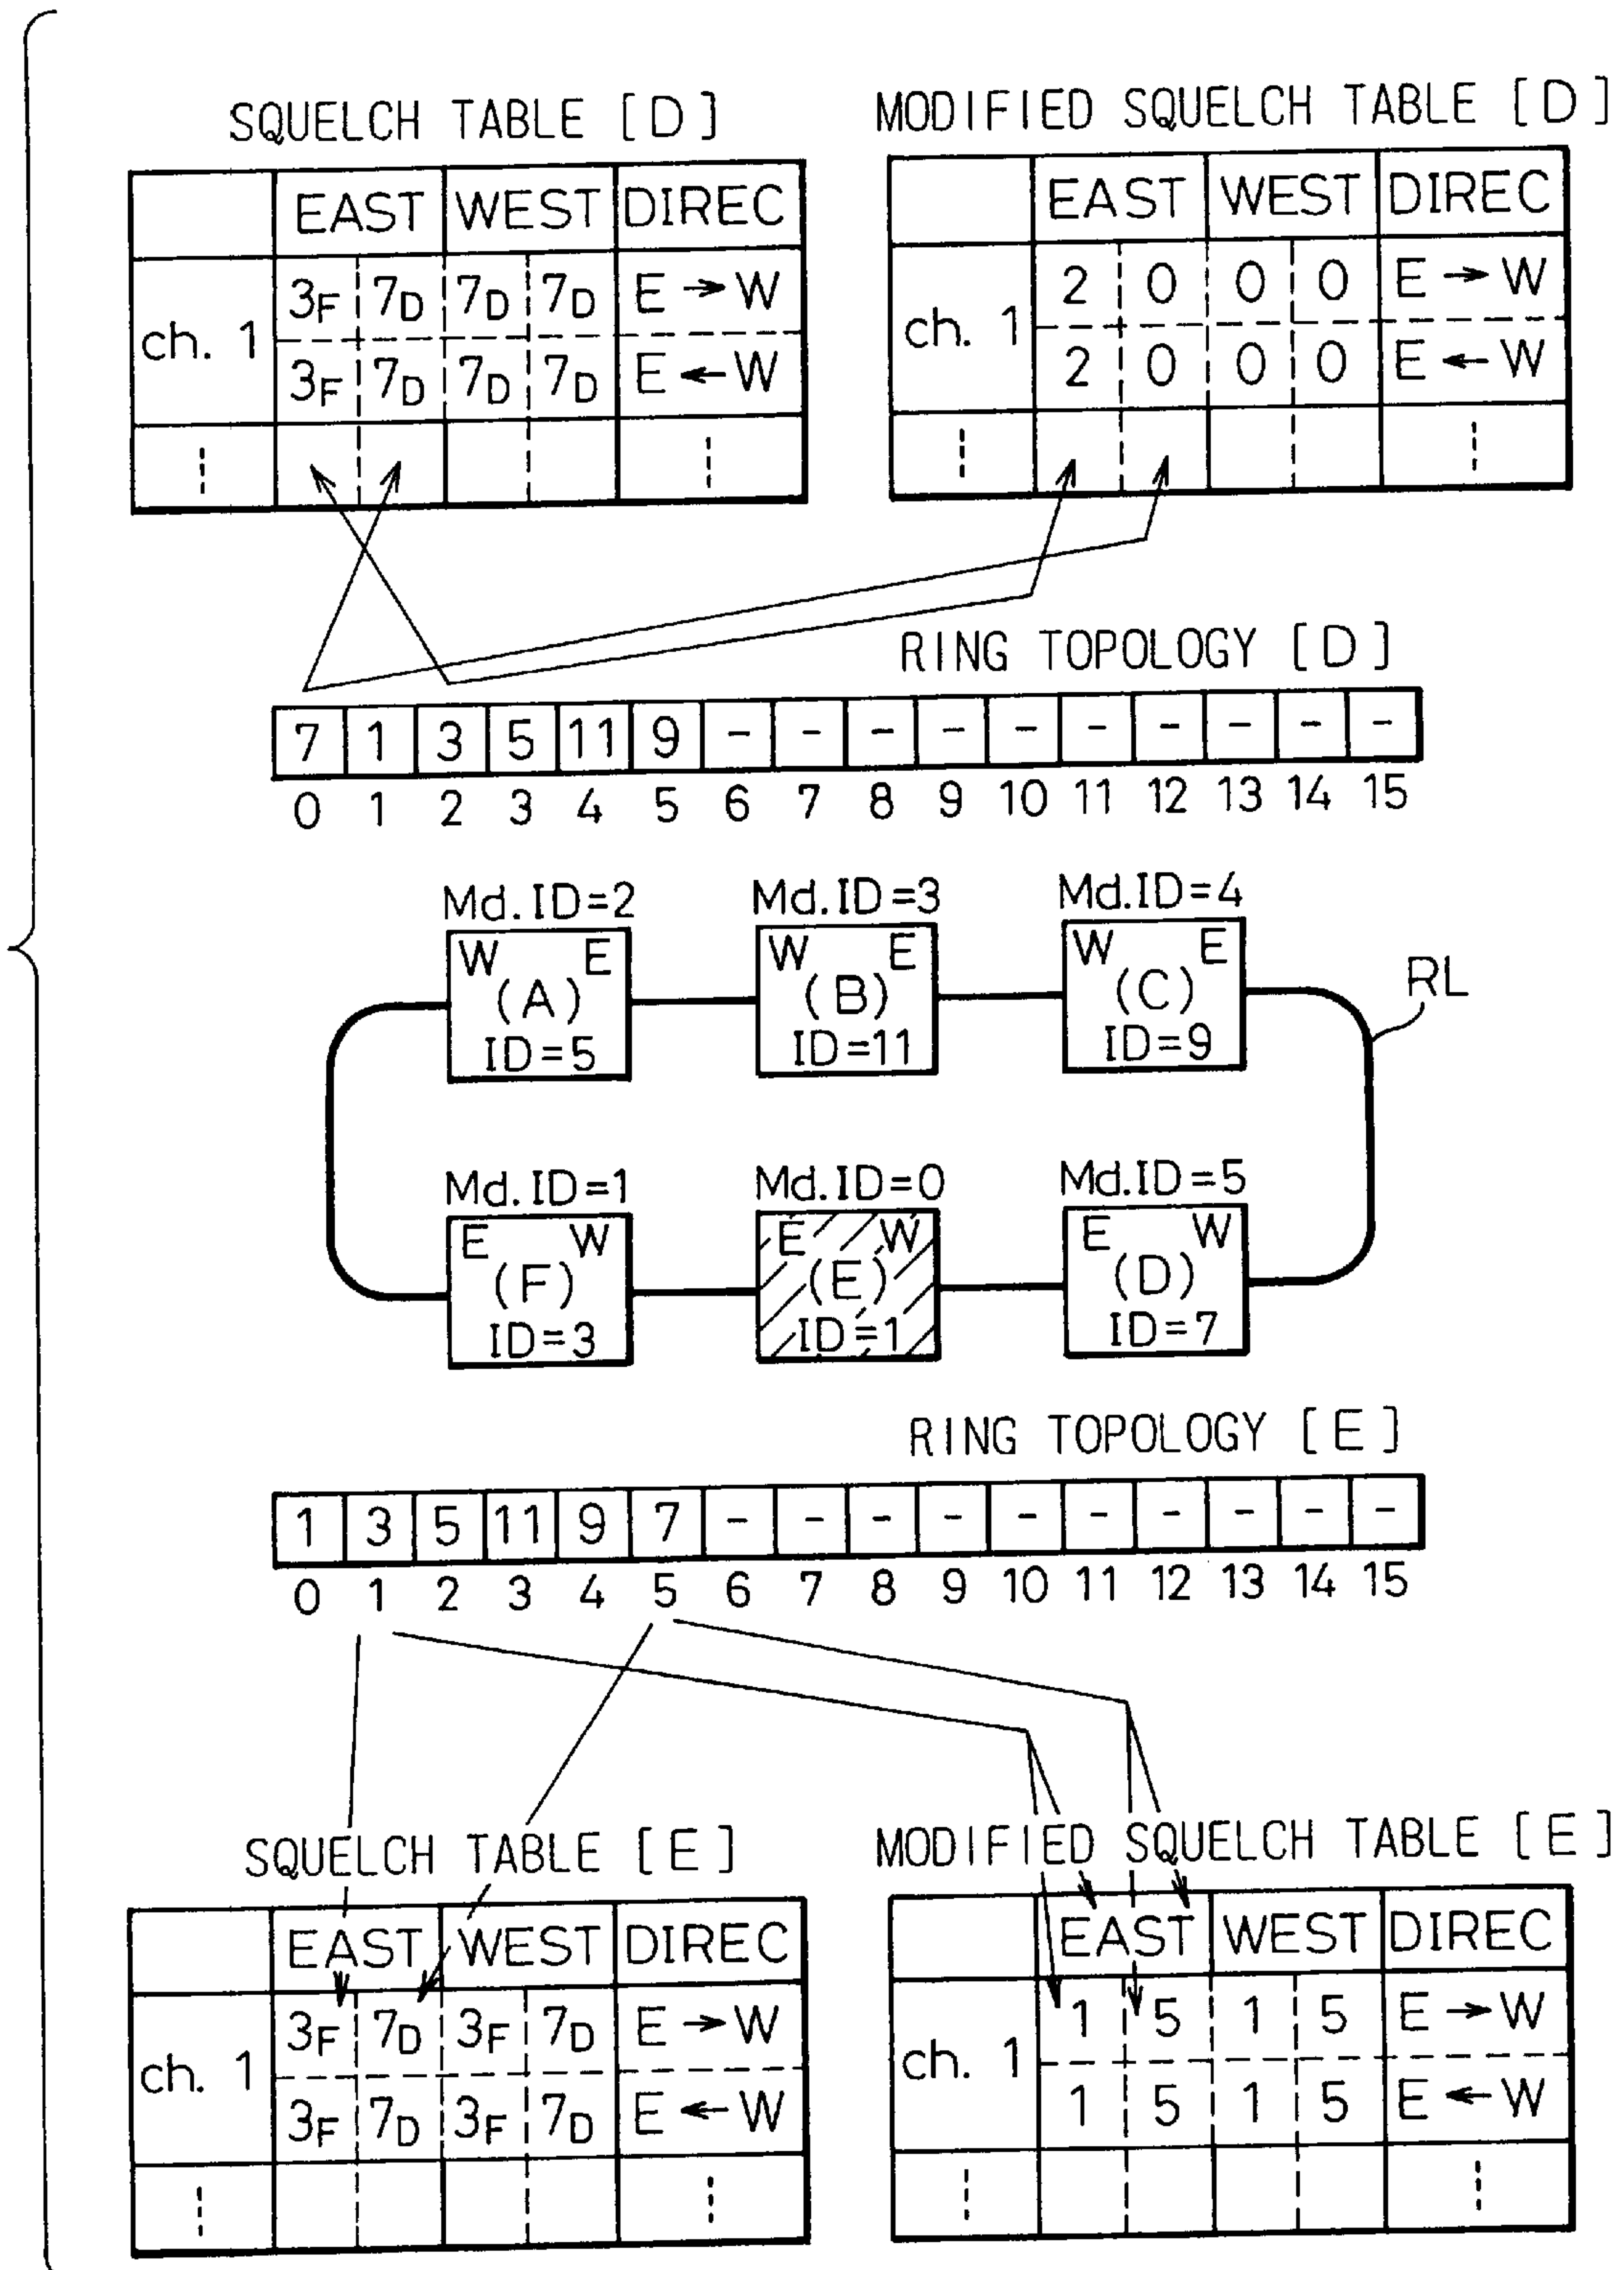 SQUELCH TABLE [D]
MODIFIED SQUELCH TABLE [D]
EAST WEST DIREC
ch. 1
3F 7D 7D 7D E → W
3F 7D 7D 7D E ← W
EAST WEST DIREC
ch. 1
2 0 0 0 E → W
2 0 0 0 E ← W
RING TOPOLOGY [D]
7 1 3 5 11 9 - - - - - - - - - -
0 1 2 3 4 5 6 7 8 9 10 11 12 13 14 15
Md.ID=2 Md.ID=3 Md.ID=4
W E W E W E
(A) (B) (C)
ID=5 ID=11 ID=9
RL
Md.ID=1 Md.ID=0 Md.ID=5
E W E W E W
(F) (E) (D)
ID=3 ID=1 ID=7
RING TOPOLOGY [E]
1 3 5 11 9 7 - - - - - - - - - -
0 1 2 3 4 5 6 7 8 9 10 11 12 13 14 15
SQUELCH TABLE [E]
MODIFIED SQUELCH TABLE [E]
EAST WEST DIREC
ch. 1
3F 7D 3F 7D E → W
3F 7D 3F 7D E ← W
EAST WEST DIREC
ch. 1
1 5 1 5 E → W
1 5 1 5 E ← W